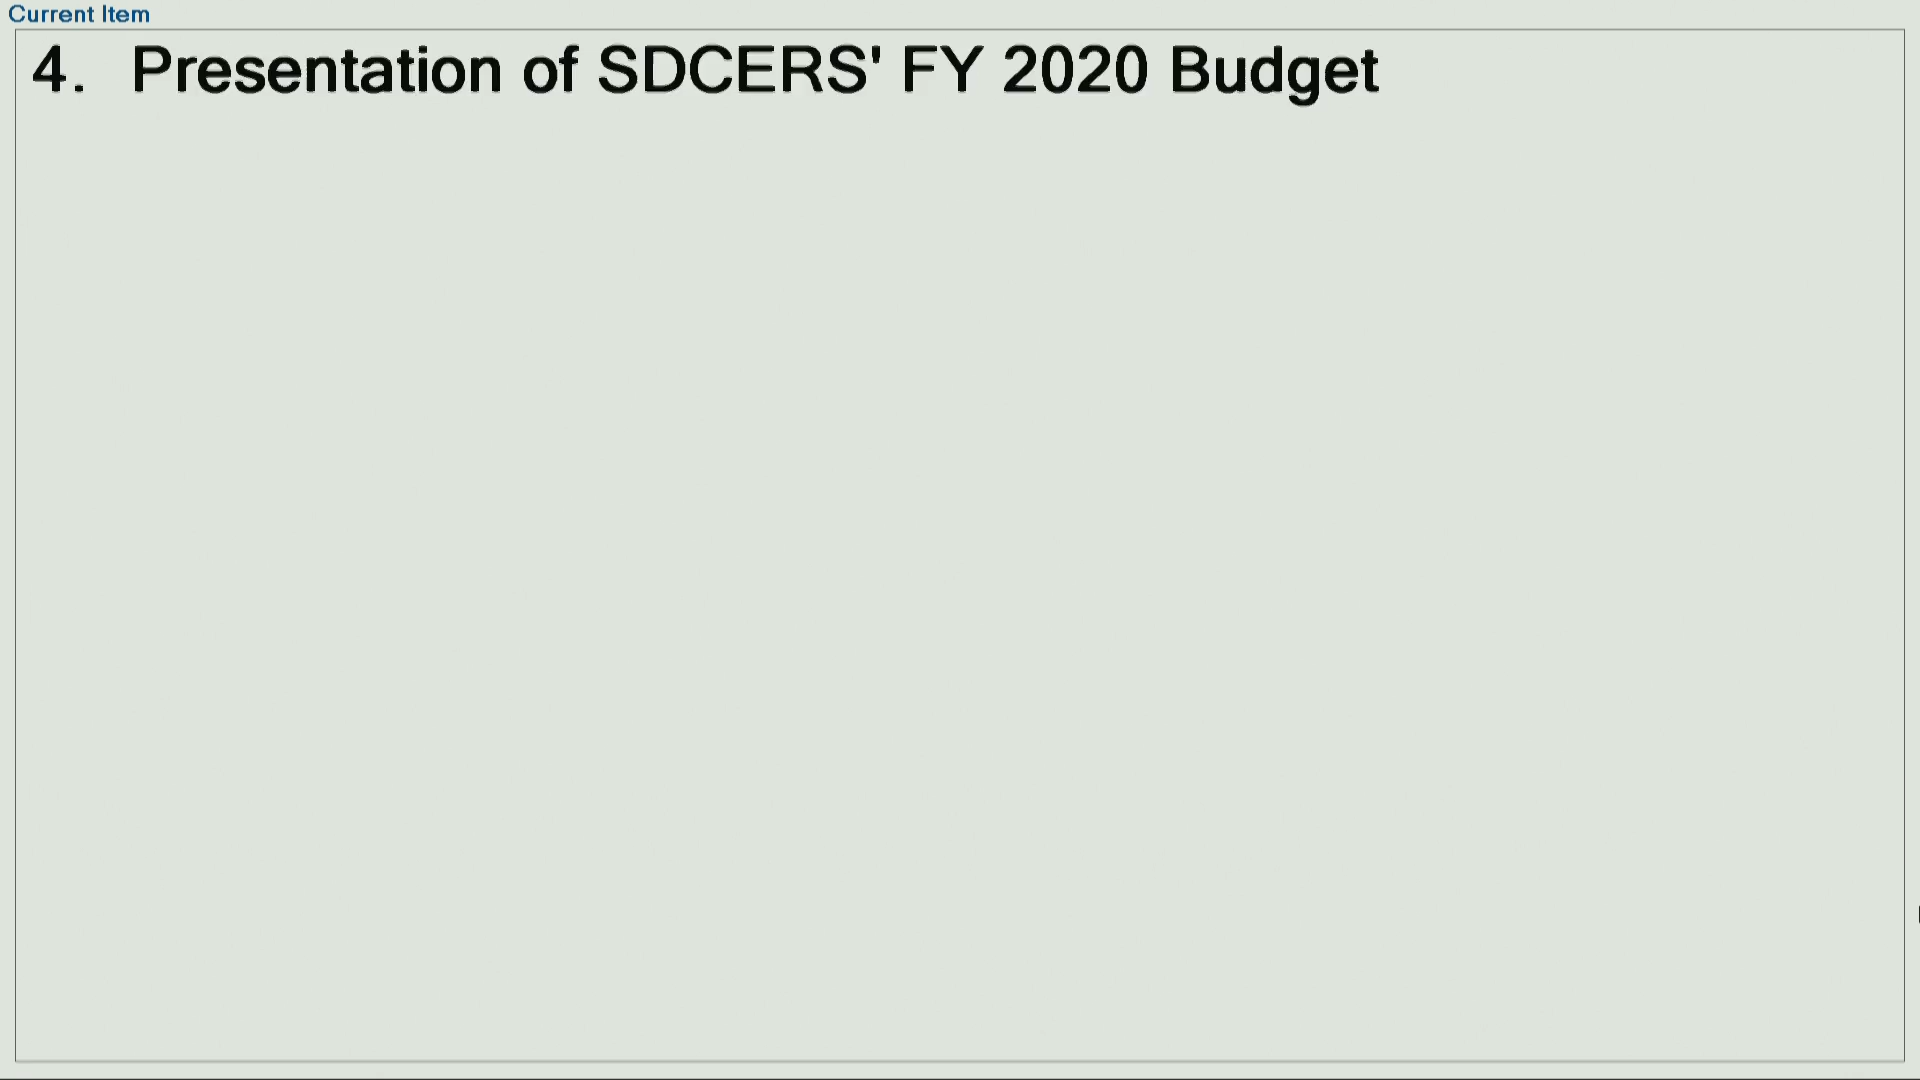 Current Item
4. Presentation of SDCERS' FY 2020 Budget